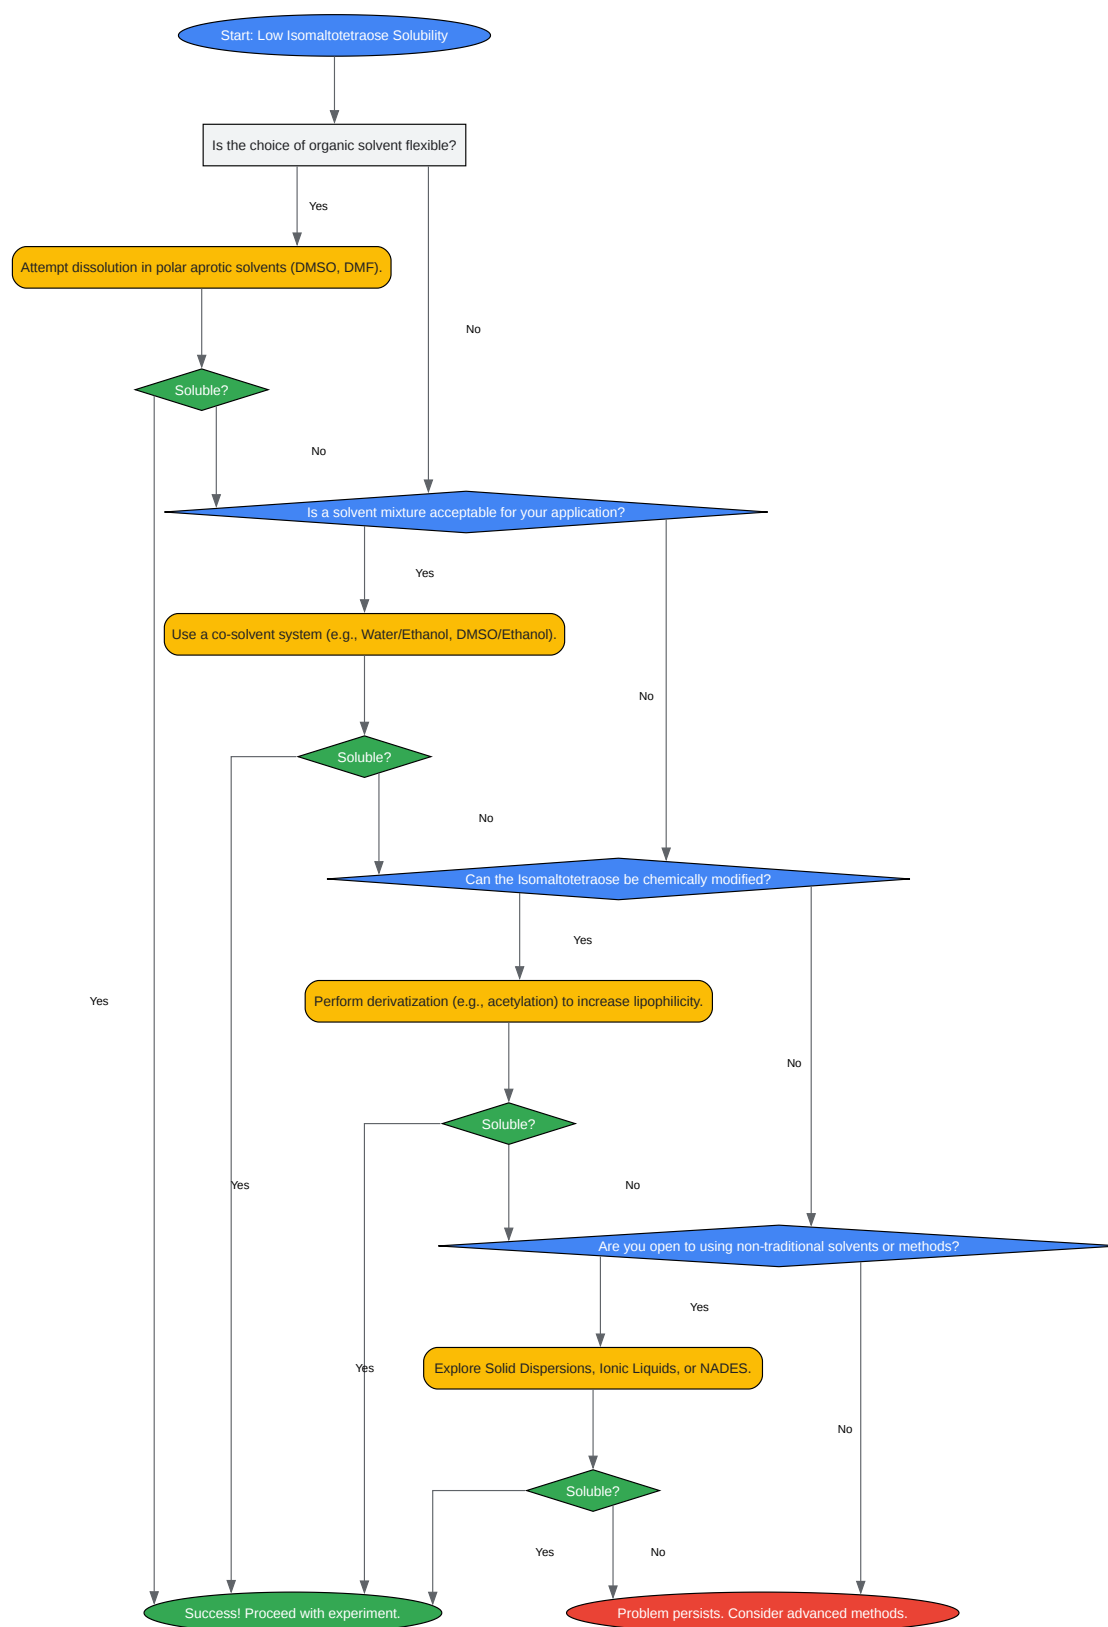 Start: Low Isomaltotetraose Solubility
Is the choice of organic solvent flexible?
Yes
Attempt dissolution in polar aprotic solvents (DMSO, DMF).
No
Soluble?
No
Is a solvent mixture acceptable for your application?
Yes
Use a co-solvent system (e.g., Water/Ethanol, DMSO/Ethanol).
No
Soluble?
No
Can the Isomaltotetraose be chemically modified?
Yes
Yes
Perform derivatization (e.g., acetylation) to increase lipophilicity.
No
Soluble?
Yes
No
Are you open to using non-traditional solvents or methods?
Yes
Yes
Explore Solid Dispersions, Ionic Liquids, or NADES.
No
Soluble?
Yes
No
Success! Proceed with experiment.
Problem persists. Consider advanced methods.